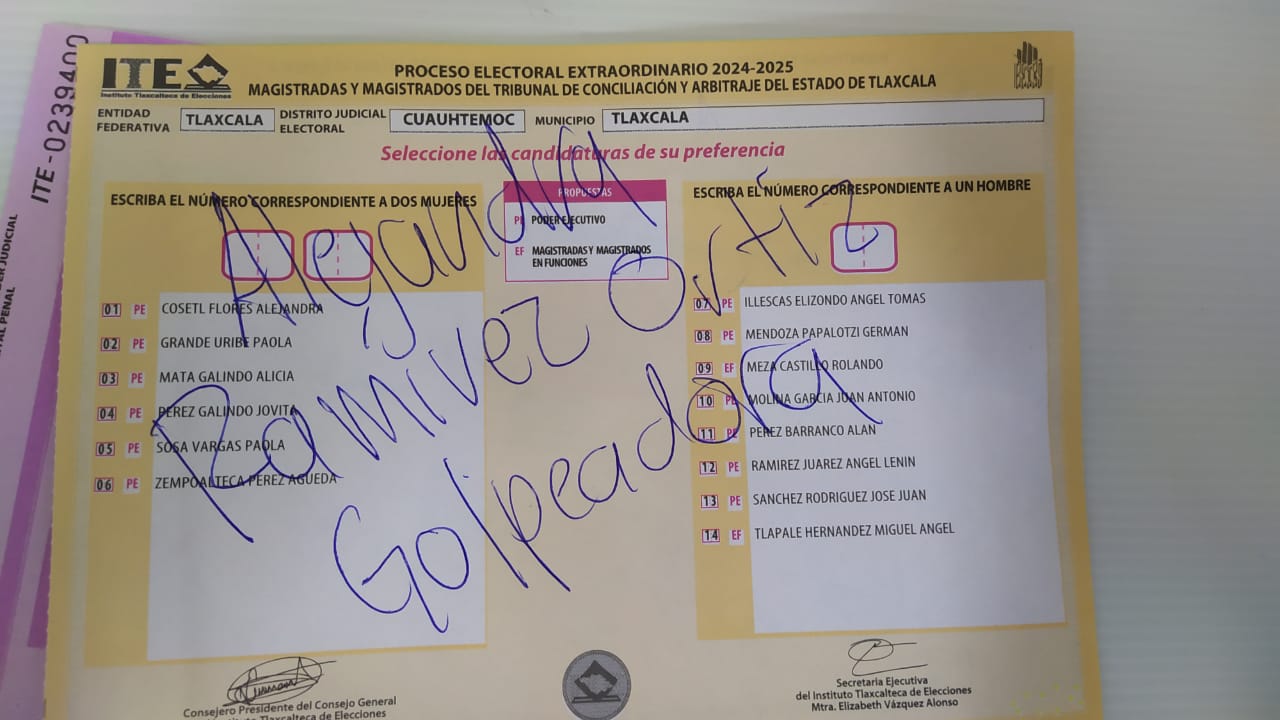 ITE-0239400
ITE
Instituto Tlaxcalteca de Elecciones
PROCESO ELECTORAL EXTRAORDINARIO 2024-2025
MAGISTRADAS Y MAGISTRADOS DEL TRIBUNAL DE CONCILIACIÓN Y ARBITRAJE DEL ESTADO DE TLAXCALA
ENTIDAD FEDERATIVA TLAXCALA DISTRITO JUDICIAL ELECTORAL CUAUHTEMOC MUNICIPIO TLAXCALA
Seleccione las candidaturas de su preferencia
ESCRIBA EL NÚMERO CORRESPONDIENTE A DOS MUJERES
01 PE COSETL FLORES ALEJANDRA
02 PE GRANDE URIBE PAOLA
03 PE MATA GALINDO ALICIA
04 PE PEREZ GALINDO JOVITA
05 PE SOSA VARGAS PAOLA
06 PE ZEMPOALTECA PEREZ AGUEDA
PROPUESTAS
PE PODER EJECUTIVO
EF MAGISTRADAS Y MAGISTRADOS
EN FUNCIONES
ESCRIBA EL NÚMERO CORRESPONDIENTE A UN HOMBRE
07 PE ILLESCAS ELIZONDO ANGEL TOMAS
08 PE MENDOZA PAPALOTZI GERMAN
09 EF MEZA CASTILLO ROLANDO
10 PE MOLINA GARCIA JUAN ANTONIO
11 PE PEREZ BARRANCO ALAN
12 PE RAMIREZ JUAREZ ANGEL LENIN
13 PE SANCHEZ RODRIGUEZ JOSE JUAN
14 EF TLAPALE HERNANDEZ MIGUEL ANGEL
Alejandra
Ramirez Ortiz
Golpeadora
Consejero Presidente del Consejo General
Instituto Tlaxcalteca de Elecciones
Secretaria Ejecutiva
del Instituto Tlaxcalteca de Elecciones
Mtra. Elizabeth Vázquez Alonso